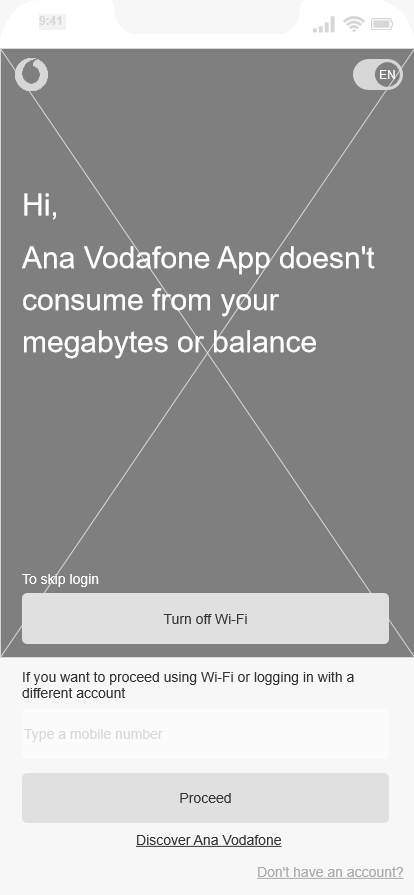 9:41
EN
Hi,
Ana Vodafone App doesn't
consume from your
megabytes or balance
To skip login
Turn off Wi-Fi
If you want to proceed using Wi-Fi or logging in with a
different account
Type a mobile number
Proceed
Discover Ana Vodafone
Don't have an account?